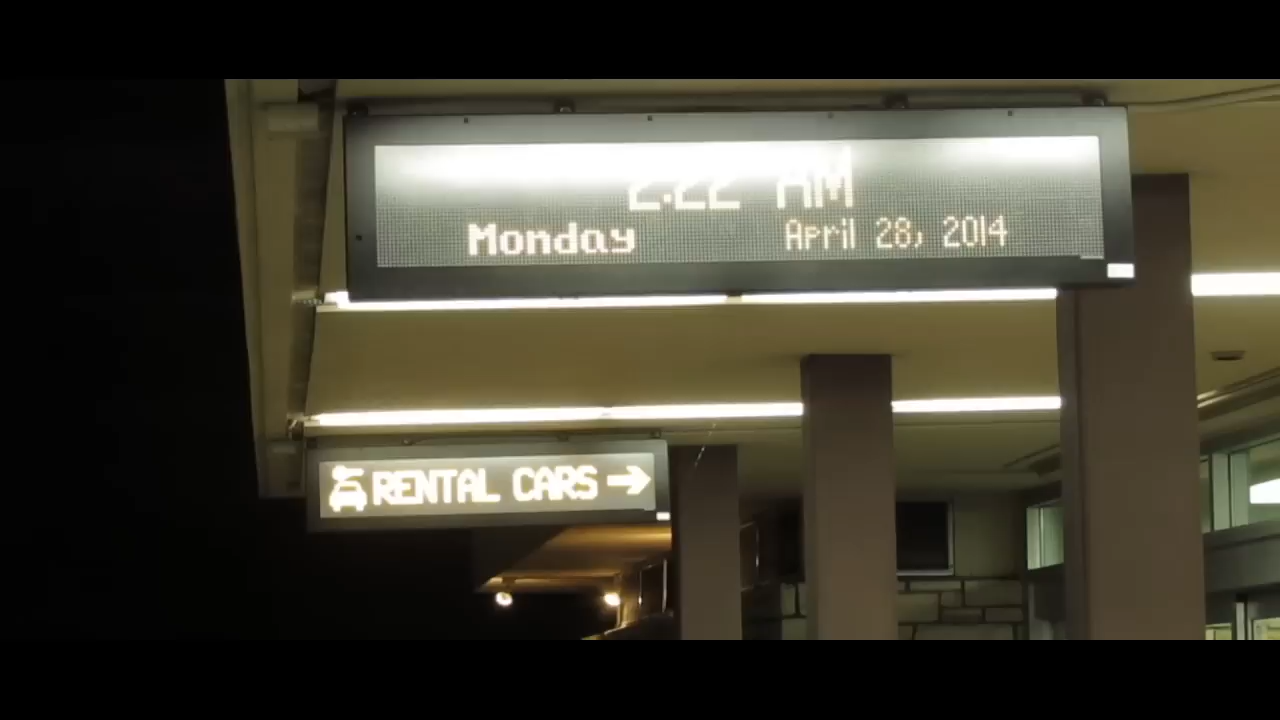 2:22 AM
Monday April 28, 2014
RENTAL CARS →